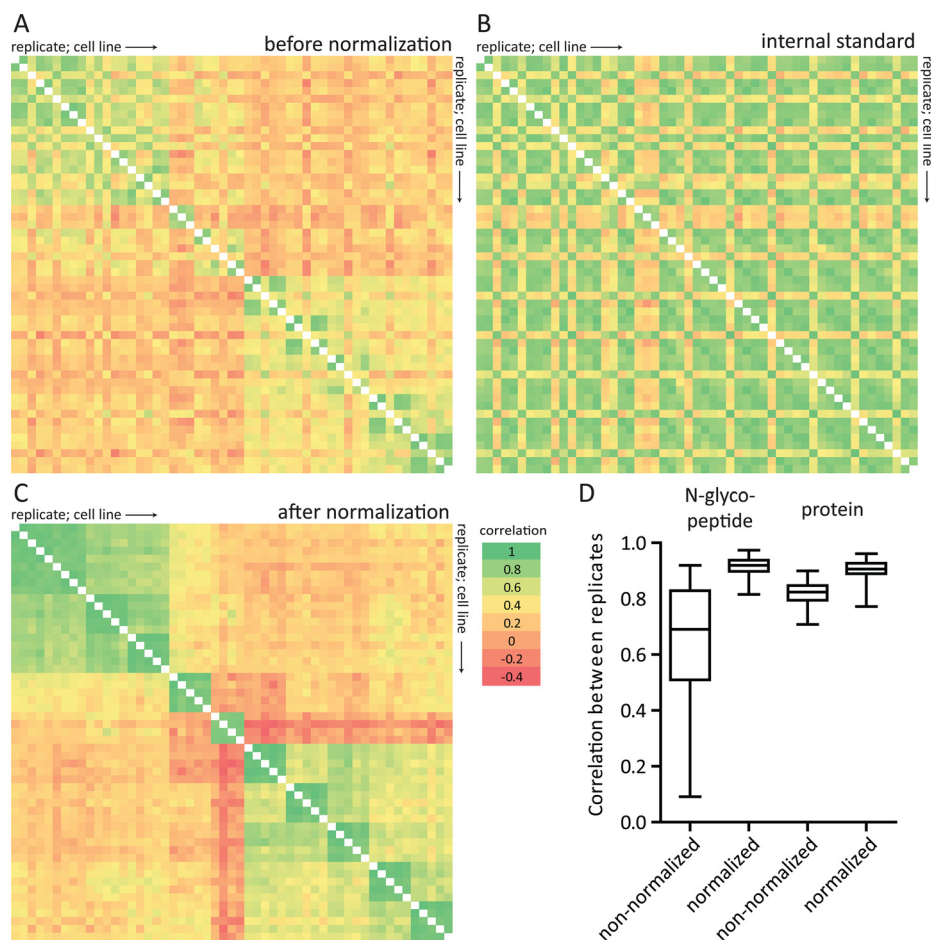 A
replicate; cell line
before normalization
replicate; cell line
B
replicate; cell line
internal standard
replicate; cell line
C
replicate; cell line
after normalization
replicate; cell line
correlation
1
0.8
0.6
0.4
0.2
0
-0.2
-0.4
D
N-glyco-
peptide
protein
Correlation between replicates
1.0
0.8
0.6
0.4
0.2
0.0
non-normalized
normalized
non-normalized
normalized